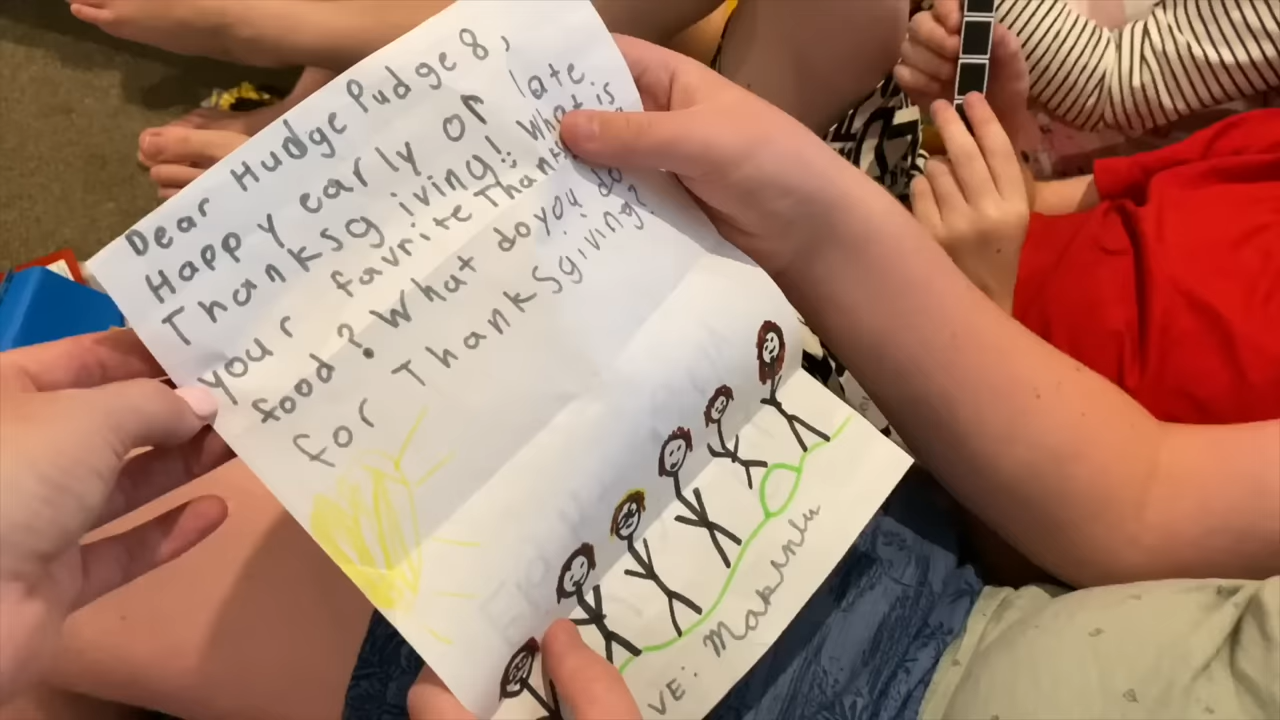 Dear Hudge Pudge 8,
Happy early or late
Thanksgiving! What is
your favrite Thanks
food? What do you do
for Thanksgiving?
VE: Makinlu